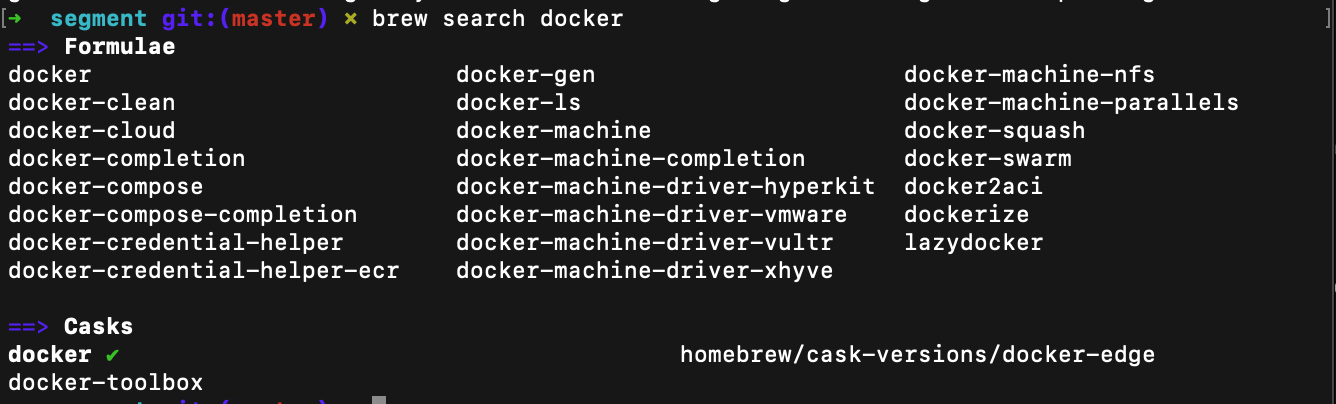 [➜  segment git:(master) ✗ brew search docker ]
==> Formulae
docker docker-gen docker-machine-nfs
docker-clean docker-ls docker-machine-parallels
docker-cloud docker-machine docker-squash
docker-completion docker-machine-completion docker-swarm
docker-compose docker-machine-driver-hyperkit docker2aci
docker-compose-completion docker-machine-driver-vmware dockerize
docker-credential-helper docker-machine-driver-vultr lazydocker
docker-credential-helper-ecr docker-machine-driver-xhyve
==> Casks
docker ✔ homebrew/cask-versions/docker-edge
docker-toolbox